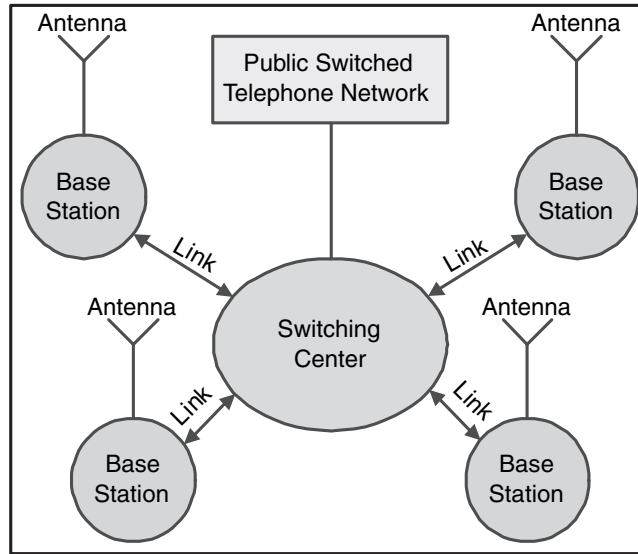 Antenna
Public Switched
Telephone Network
Antenna
Base
Station
Base
Station
Link
Link
Antenna
Switching
Center
Antenna
Link
Link
Base
Station
Base
Station